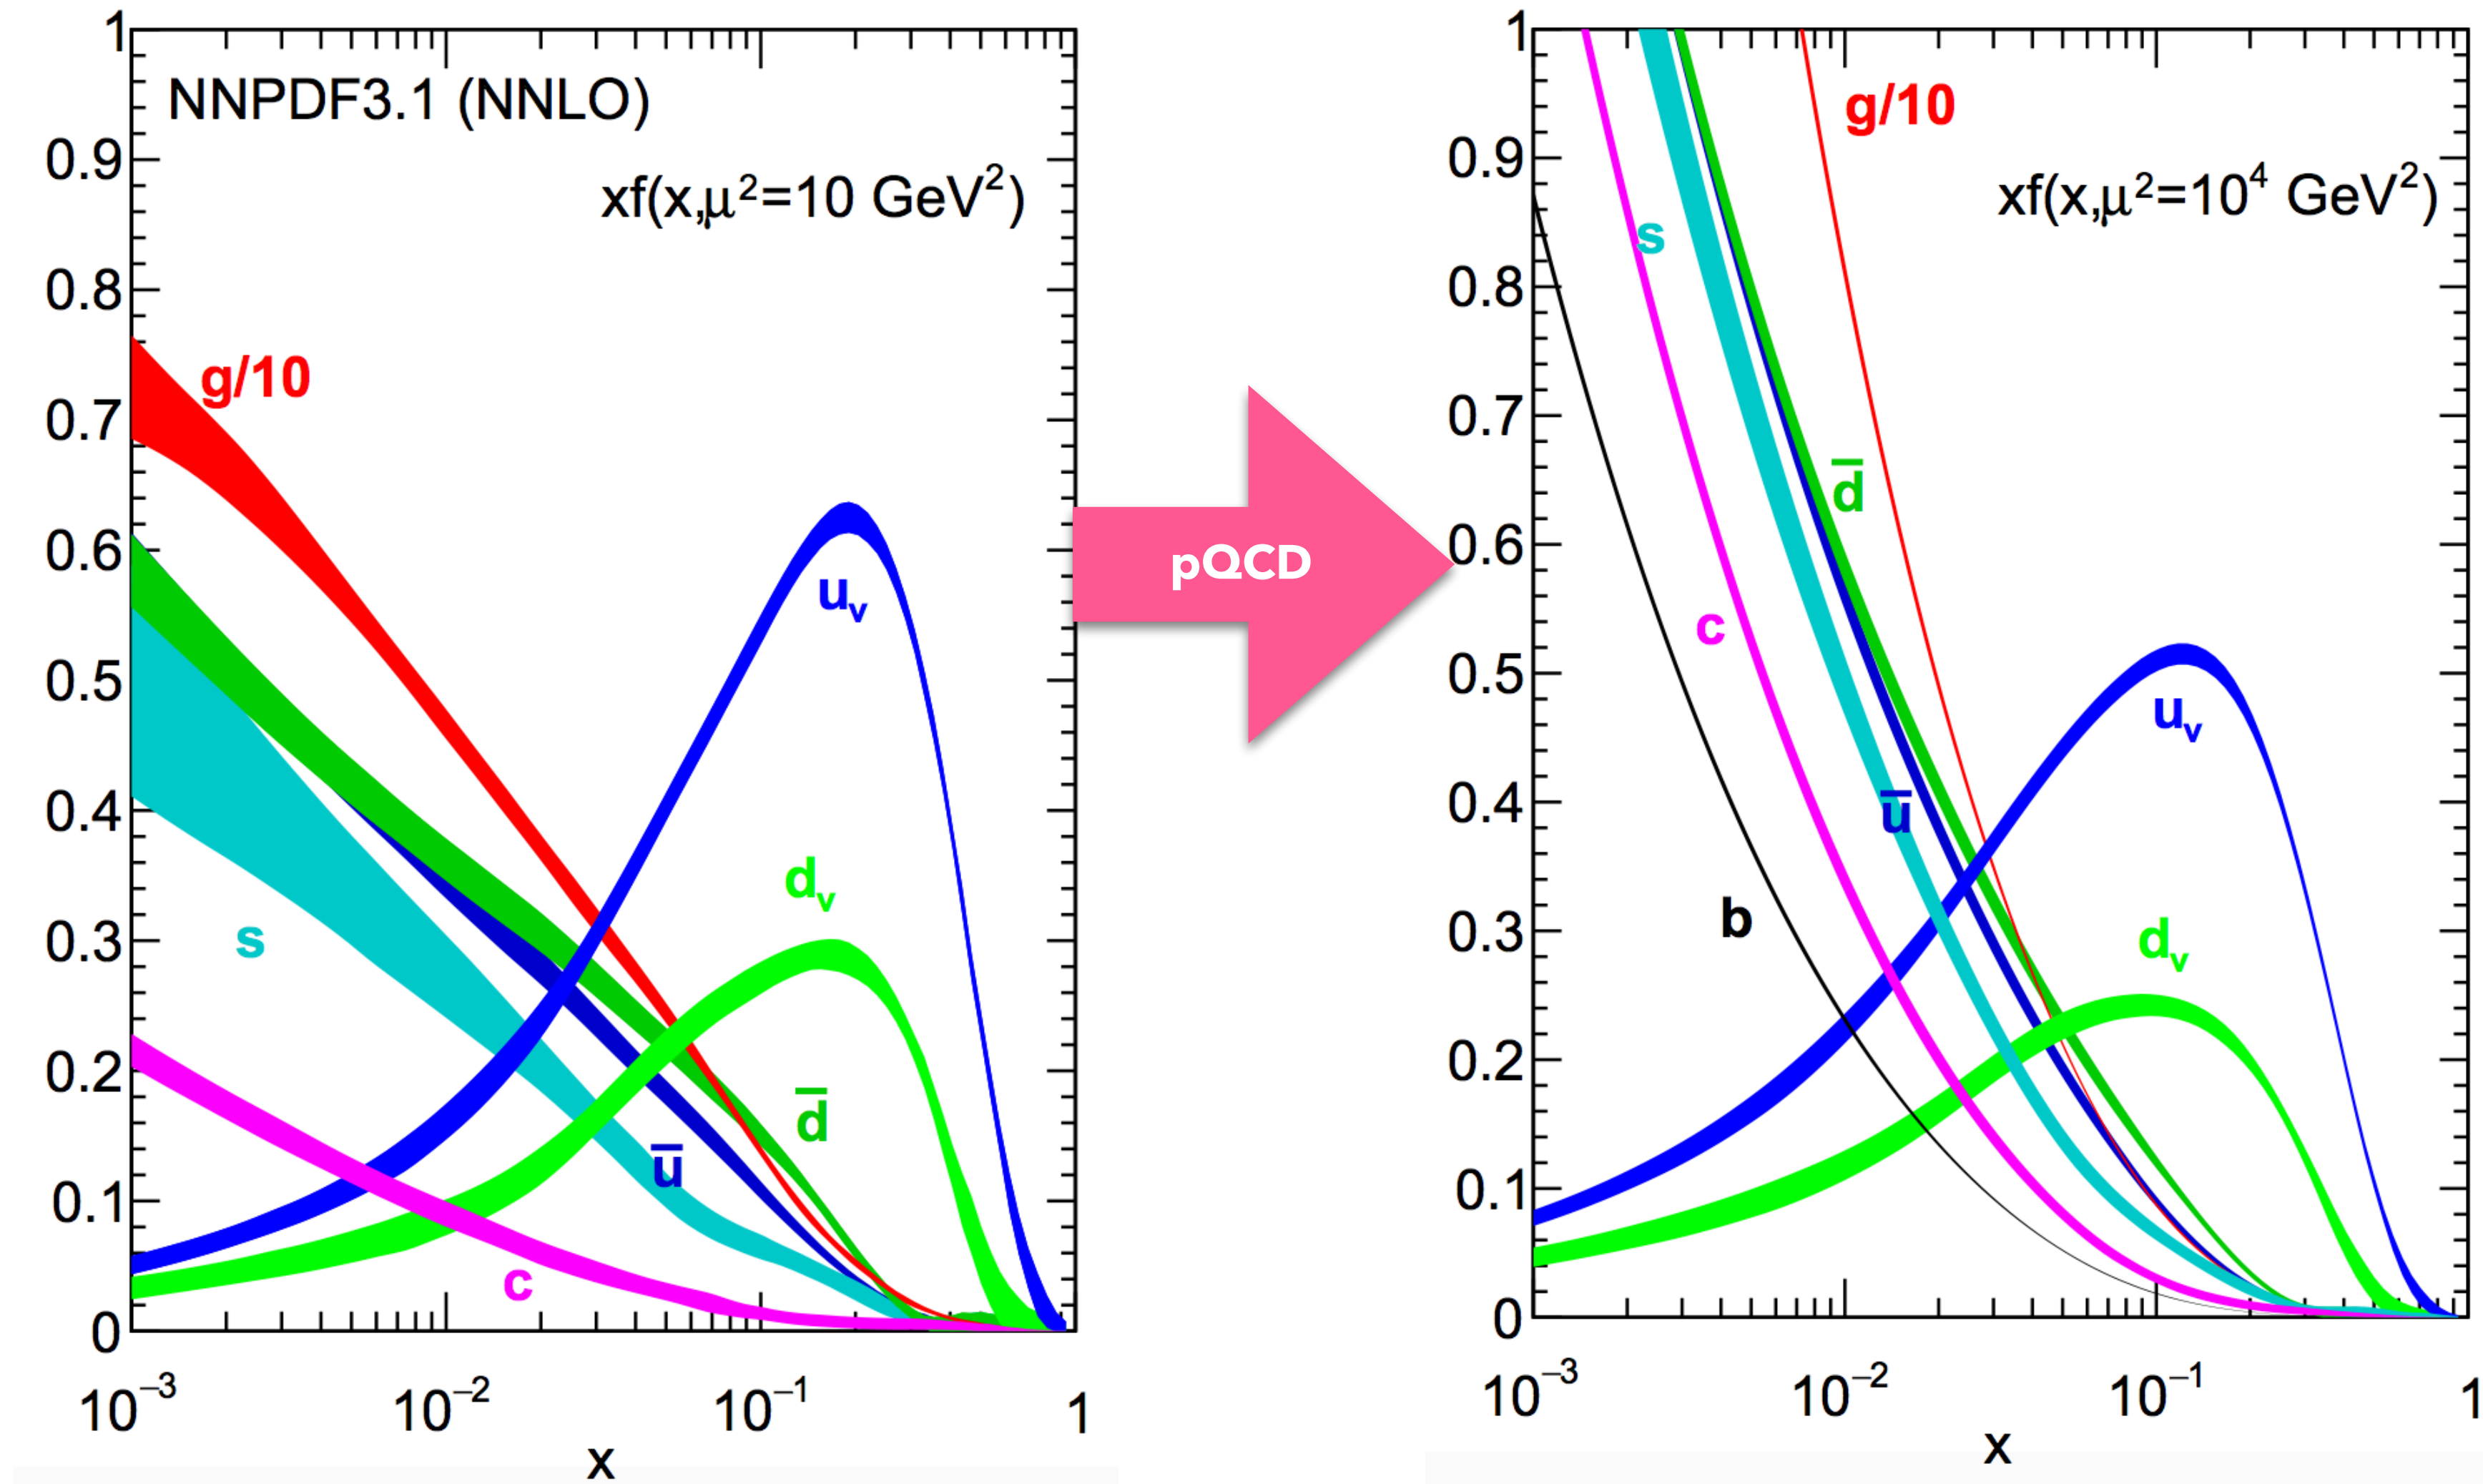 NNPDF3.1 (NNLO)
xf(x,μ²=10 GeV²)
1
0.9
0.8
0.7
0.6
0.5
0.4
0.3
0.2
0.1
0
g/10
u_v
d_v
s
d̄
ū
c
10⁻³
10⁻²
10⁻¹
1
x
pQCD
xf(x,μ²=10⁴ GeV²)
1
0.9
0.8
0.7
0.6
0.5
0.4
0.3
0.2
0.1
0
g/10
s
d̄
c
u_v
ū
b
d_v
10⁻³
10⁻²
10⁻¹
1
x